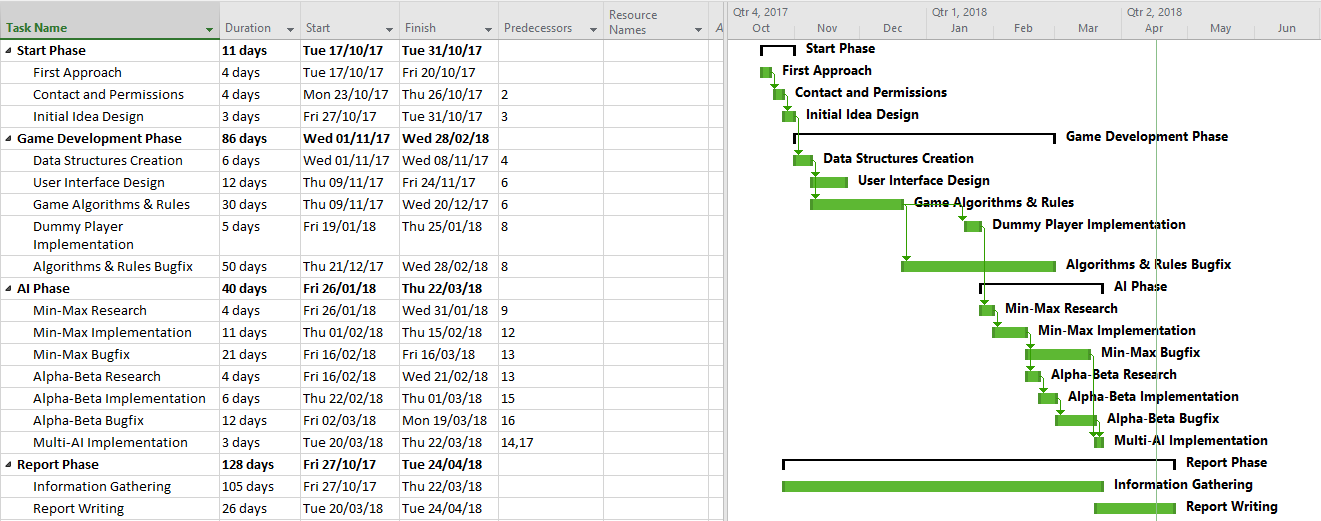 Task Name Duration Start Finish Predecessors Resource Names A
Start Phase 11 days Tue 17/10/17 Tue 31/10/17
First Approach 4 days Tue 17/10/17 Fri 20/10/17
Contact and Permissions 4 days Mon 23/10/17 Thu 26/10/17 2
Initial Idea Design 3 days Fri 27/10/17 Tue 31/10/17 3
Game Development Phase 86 days Wed 01/11/17 Wed 28/02/18
Data Structures Creation 6 days Wed 01/11/17 Wed 08/11/17 4
User Interface Design 12 days Thu 09/11/17 Fri 24/11/17 6
Game Algorithms & Rules 30 days Thu 09/11/17 Wed 20/12/17 6
Dummy Player Implementation 5 days Fri 19/01/18 Thu 25/01/18 8
Algorithms & Rules Bugfix 50 days Thu 21/12/17 Wed 28/02/18 8
AI Phase 40 days Fri 26/01/18 Thu 22/03/18
Min-Max Research 4 days Fri 26/01/18 Wed 31/01/18 9
Min-Max Implementation 11 days Thu 01/02/18 Thu 15/02/18 12
Min-Max Bugfix 21 days Fri 16/02/18 Fri 16/03/18 13
Alpha-Beta Research 4 days Fri 16/02/18 Wed 21/02/18 13
Alpha-Beta Implementation 6 days Thu 22/02/18 Thu 01/03/18 15
Alpha-Beta Bugfix 12 days Fri 02/03/18 Mon 19/03/18 16
Multi-AI Implementation 3 days Tue 20/03/18 Thu 22/03/18 14,17
Report Phase 128 days Fri 27/10/17 Tue 24/04/18
Information Gathering 105 days Fri 27/10/17 Thu 22/03/18
Report Writing 26 days Tue 20/03/18 Tue 24/04/18
Qtr 4, 2017 Qtr 1, 2018 Qtr 2, 2018
Oct Nov Dec Jan Feb Mar Apr May Jun
Start Phase
First Approach
Contact and Permissions
Initial Idea Design
Game Development Phase
Data Structures Creation
User Interface Design
Game Algorithms & Rules
Dummy Player Implementation
Algorithms & Rules Bugfix
AI Phase
Min-Max Research
Min-Max Implementation
Min-Max Bugfix
Alpha-Beta Research
Alpha-Beta Implementation
Alpha-Beta Bugfix
Multi-AI Implementation
Report Phase
Information Gathering
Report Writing